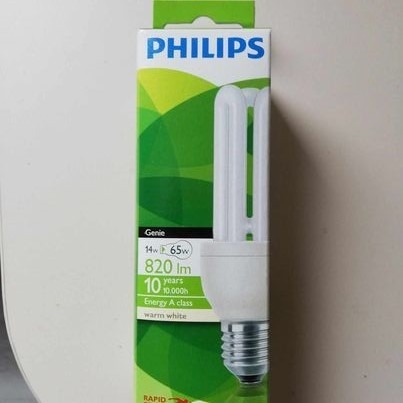 PHILIPS
Genie
14w 65w
820 lm
10 years
10.000h
Energy A class
warm white
RAPID